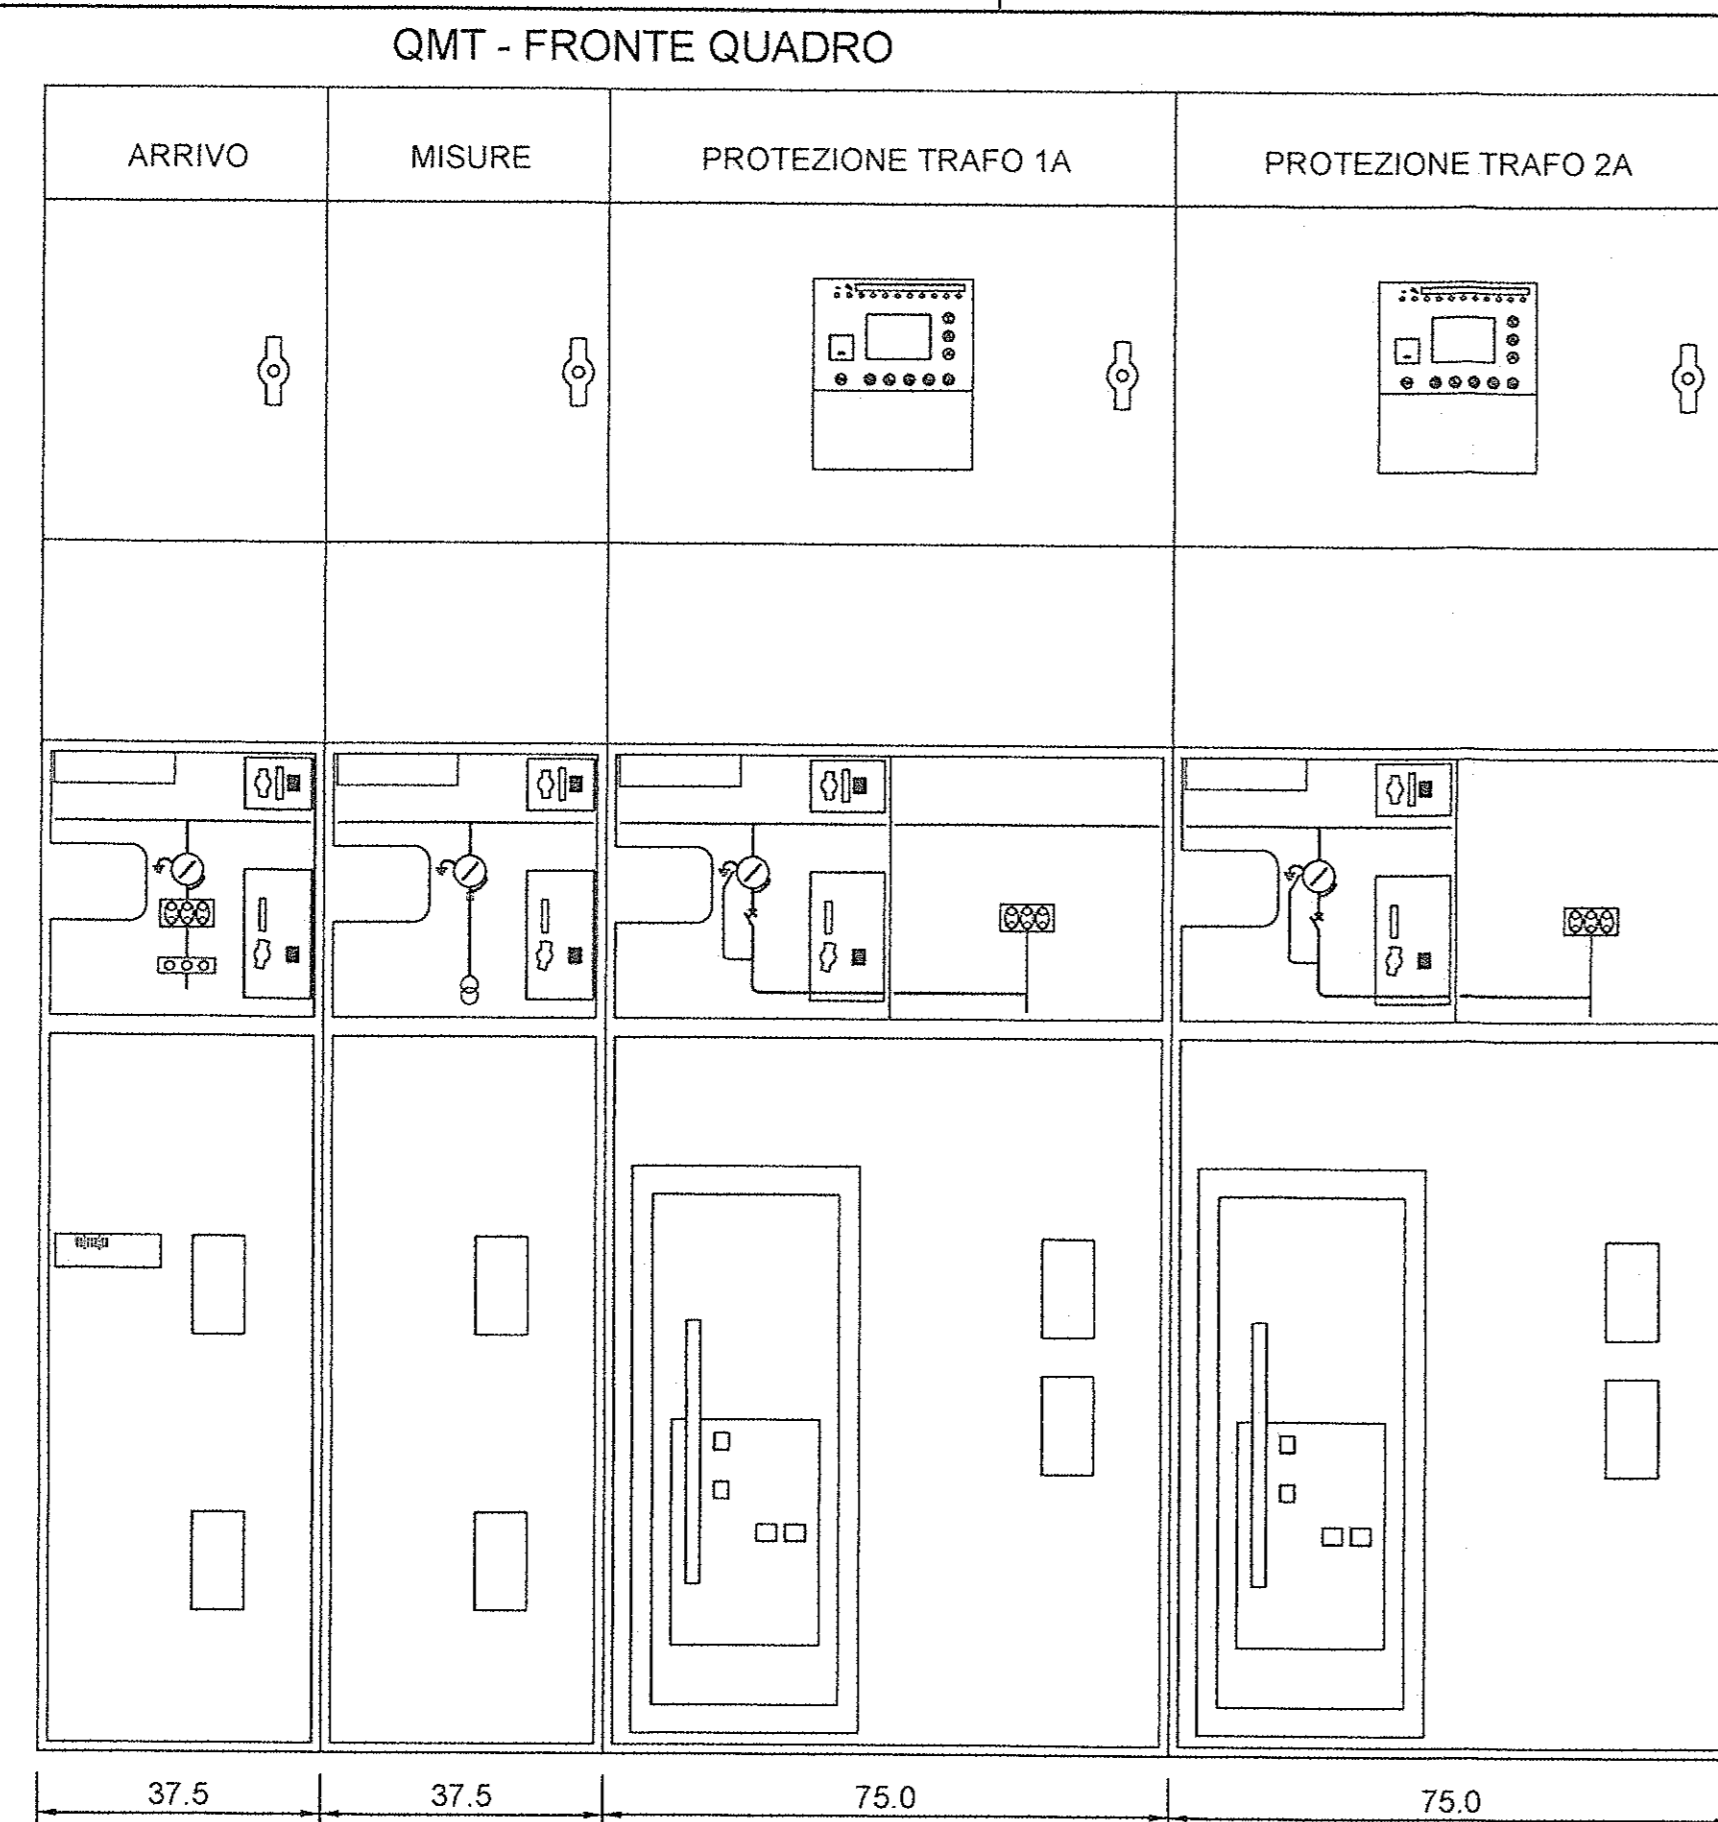 QMT - FRONTE QUADRO
ARRIVO
MISURE
PROTEZIONE TRAFO 1A
PROTEZIONE TRAFO 2A
37.5
37.5
75.0
75.0